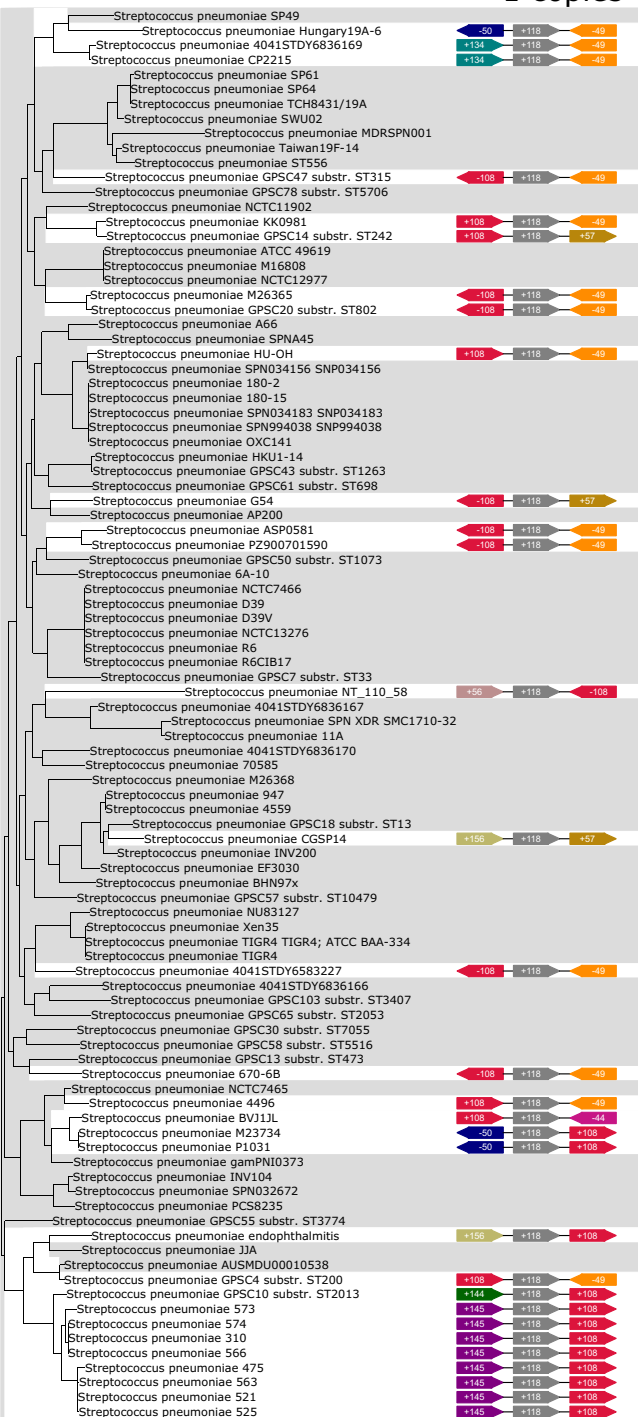 Streptococcus pneumoniae SP49
Streptococcus pneumoniae Hungary19A-6 -50 +118 -49
Streptococcus pneumoniae 4041STDY6836169 +134 +118 -49
Streptococcus pneumoniae CP2215 +134 +118 -49
Streptococcus pneumoniae SP61
Streptococcus pneumoniae SP64
Streptococcus pneumoniae TCH8431/19A
Streptococcus pneumoniae SWU02
Streptococcus pneumoniae MDRSPN001
Streptococcus pneumoniae Taiwan19F-14
Streptococcus pneumoniae ST556
Streptococcus pneumoniae GPSC47 substr. ST315 -108 +118 -49
Streptococcus pneumoniae GPSC78 substr. ST5706
Streptococcus pneumoniae NCTC11902
Streptococcus pneumoniae KK0981 +108 +118 -49
Streptococcus pneumoniae GPSC14 substr. ST242 +108 +118 +57
Streptococcus pneumoniae ATCC 49619
Streptococcus pneumoniae M16808
Streptococcus pneumoniae NCTC12977
Streptococcus pneumoniae M26365 -108 +118 -49
Streptococcus pneumoniae GPSC20 substr. ST802 -108 +118 -49
Streptococcus pneumoniae A66
Streptococcus pneumoniae SPNA45
Streptococcus pneumoniae HU-OH +108 +118 -49
Streptococcus pneumoniae SPN034156 SNP034156
Streptococcus pneumoniae 180-2
Streptococcus pneumoniae 180-15
Streptococcus pneumoniae SPN034183 SNP034183
Streptococcus pneumoniae SPN994038 SNP994038
Streptococcus pneumoniae OXC141
Streptococcus pneumoniae HKU1-14
Streptococcus pneumoniae GPSC43 substr. ST1263
Streptococcus pneumoniae GPSC61 substr. ST698
Streptococcus pneumoniae G54 -108 +118 +57
Streptococcus pneumoniae AP200
Streptococcus pneumoniae ASP0581 -108 +118 -49
Streptococcus pneumoniae PZ900701590 -108 +118 -49
Streptococcus pneumoniae GPSC50 substr. ST1073
Streptococcus pneumoniae 6A-10
Streptococcus pneumoniae NCTC7466
Streptococcus pneumoniae D39
Streptococcus pneumoniae D39V
Streptococcus pneumoniae NCTC13276
Streptococcus pneumoniae R6
Streptococcus pneumoniae R6CIB17
Streptococcus pneumoniae GPSC7 substr. ST33
Streptococcus pneumoniae NT_110_58 +56 +118 -108
Streptococcus pneumoniae 4041STDY6836167
Streptococcus pneumoniae SPN XDR SMC1710-32
Streptococcus pneumoniae 11A
Streptococcus pneumoniae 4041STDY6836170
Streptococcus pneumoniae 70585
Streptococcus pneumoniae M26368
Streptococcus pneumoniae 947
Streptococcus pneumoniae 4559
Streptococcus pneumoniae GPSC18 substr. ST13
Streptococcus pneumoniae CGSP14 +156 +118 +57
Streptococcus pneumoniae INV200
Streptococcus pneumoniae EF3030
Streptococcus pneumoniae BHN97x
Streptococcus pneumoniae GPSC57 substr. ST10479
Streptococcus pneumoniae NU83127
Streptococcus pneumoniae Xen35
Streptococcus pneumoniae TIGR4 TIGR4; ATCC BAA-334
Streptococcus pneumoniae TIGR4
Streptococcus pneumoniae 4041STDY6583227 -108 +118 -49
Streptococcus pneumoniae 4041STDY6836166
Streptococcus pneumoniae GPSC103 substr. ST3407
Streptococcus pneumoniae GPSC65 substr. ST2053
Streptococcus pneumoniae GPSC30 substr. ST7055
Streptococcus pneumoniae GPSC58 substr. ST5516
Streptococcus pneumoniae GPSC13 substr. ST473
Streptococcus pneumoniae 670-6B -108 +118 -49
Streptococcus pneumoniae NCTC7465
Streptococcus pneumoniae 4496 +108 +118 -49
Streptococcus pneumoniae BVJ1JL +108 +118 -44
Streptococcus pneumoniae M23734 -50 +118 +108
Streptococcus pneumoniae P1031 -50 +118 +108
Streptococcus pneumoniae gamPNI0373
Streptococcus pneumoniae INV104
Streptococcus pneumoniae SPN032672
Streptococcus pneumoniae PCS8235
Streptococcus pneumoniae GPSC55 substr. ST3774
Streptococcus pneumoniae endophthalmitis +156 +118 +108
Streptococcus pneumoniae JJA
Streptococcus pneumoniae AUSMDU00010538
Streptococcus pneumoniae GPSC4 substr. ST200 +108 +118 -49
Streptococcus pneumoniae GPSC10 substr. ST2013 +144 +118 +108
Streptococcus pneumoniae 573 +145 +118 +108
Streptococcus pneumoniae 574 +145 +118 +108
Streptococcus pneumoniae 310 +145 +118 +108
Streptococcus pneumoniae 566 +145 +118 +108
Streptococcus pneumoniae 475 +145 +118 +108
Streptococcus pneumoniae 563 +145 +118 +108
Streptococcus pneumoniae 521 +145 +118 +108
Streptococcus pneumoniae 525 +145 +118 +108